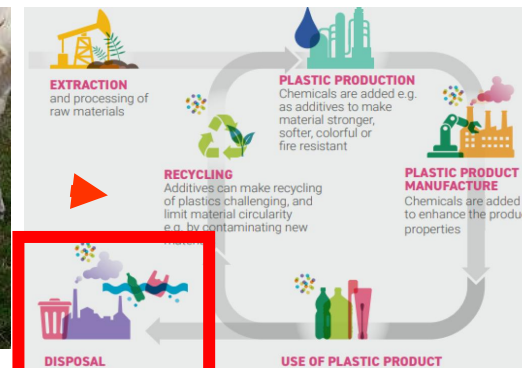 EXTRACTION
and processing of
raw materials
PLASTIC PRODUCTION
Chemicals are added e.g.
as additives to make
material stronger,
softer, colorful or
fire resistant
RECYCLING
Additives can make recycling
of plastics challenging, and
limit material circularity
e.g. by contaminating new
PLASTIC PRODUCT
MANUFACTURE
Chemicals are added
to enhance the produ
properties
DISPOSAL
USE OF PLASTIC PRODUCT